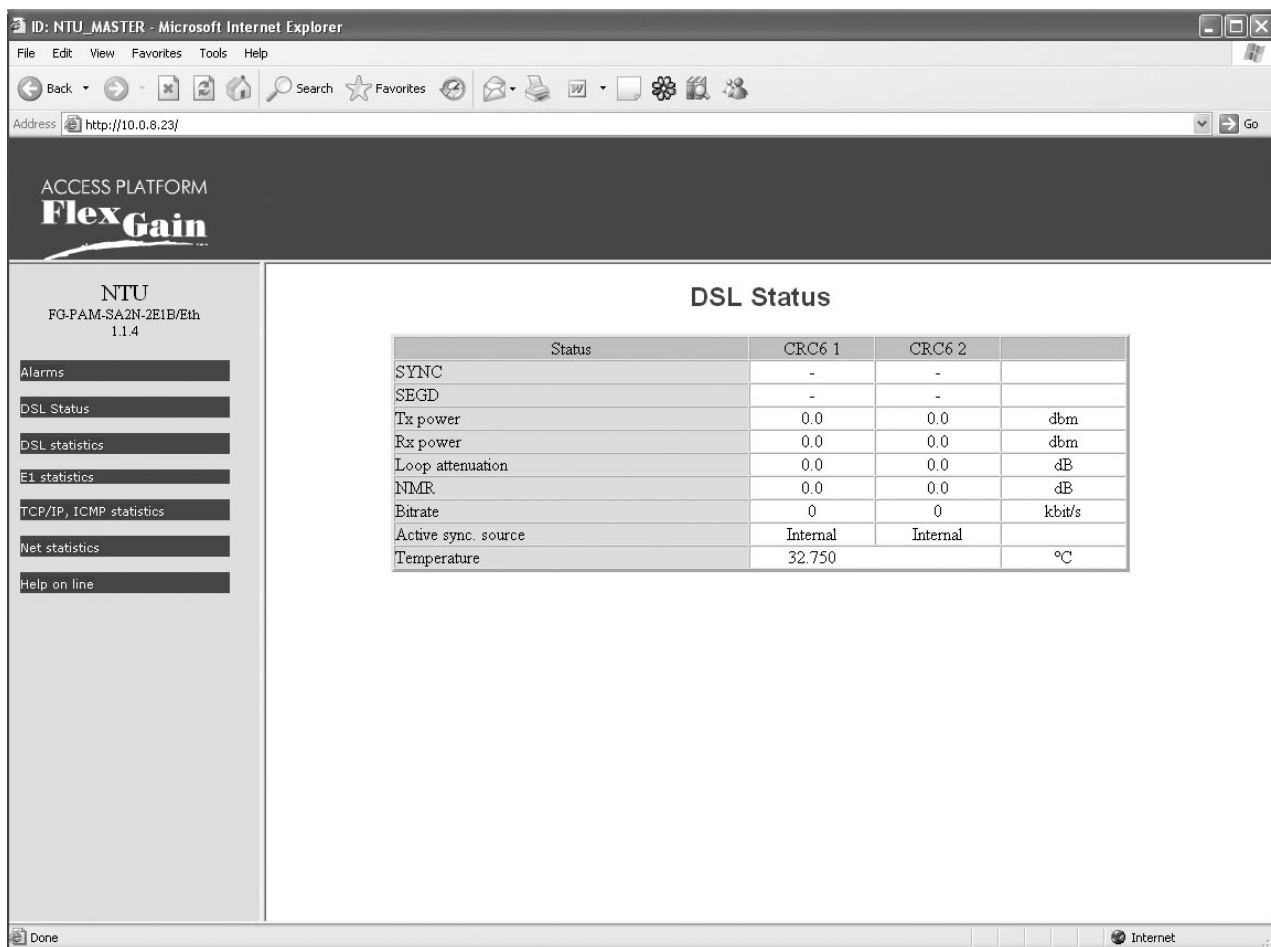 ID: NTU_MASTER - Microsoft Internet Explorer
File Edit View Favorites Tools Help
Back Search Favorites
Address http://10.0.8.23/ Go
ACCESS PLATFORM
FlexGain
NTU
FG-PAM-SA2N-2E1B/Eth
1.1.4
Alarms
DSL Status
DSL statistics
E1 statistics
TCP/IP, ICMP statistics
Net statistics
Help on line
DSL Status
Status CRC6 1 CRC6 2
SYNC - -
SEGD - -
Tx power 0.0 0.0 dbm
Rx power 0.0 0.0 dbm
Loop attenuation 0.0 0.0 dB
NMR 0.0 0.0 dB
Bitrate 0 0 kbit/s
Active sync. source Internal Internal
Temperature 32.750 ºC
Done Internet